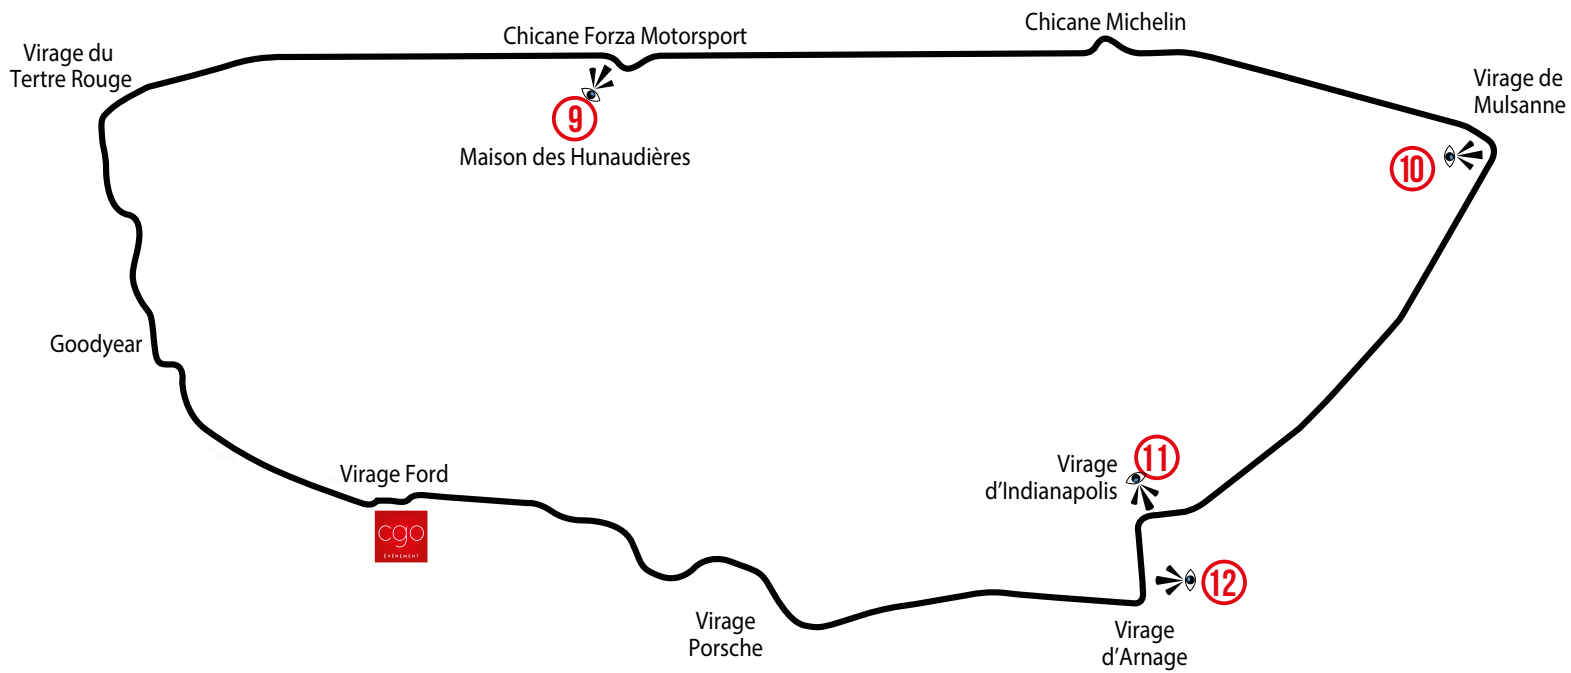 Chicane Michelin
Chicane Forza Motorsport
Virage du
Tertre Rouge
Virage de
Mulsanne
9
Maison des Hunaudières
10
Goodyear
11
Virage
d'Indianapolis
Virage Ford
cgo
ÉVÈNEMENT
12
Virage
Porsche
Virage
d'Arnage